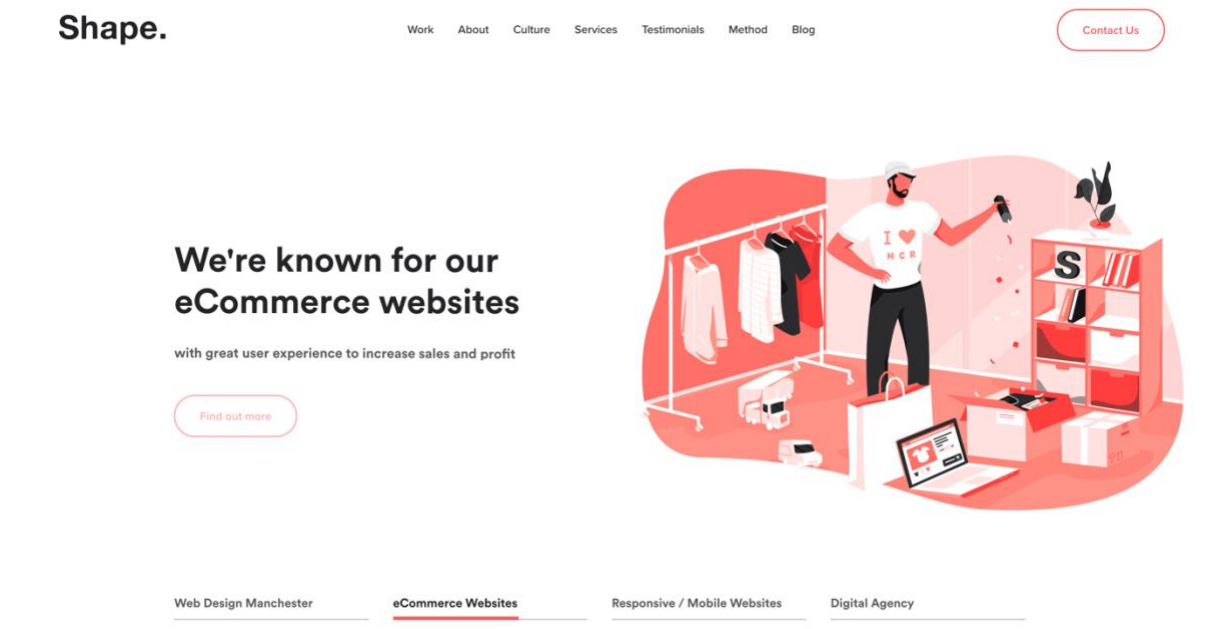 Shape.
Work
About
Culture
Services
Testimonials
Method
Blog
Contact Us
We're known for our
eCommerce websites
with great user experience to increase sales and profit
Find out more
I ♥
MCR
S
Web Design Manchester
eCommerce Websites
Responsive / Mobile Websites
Digital Agency